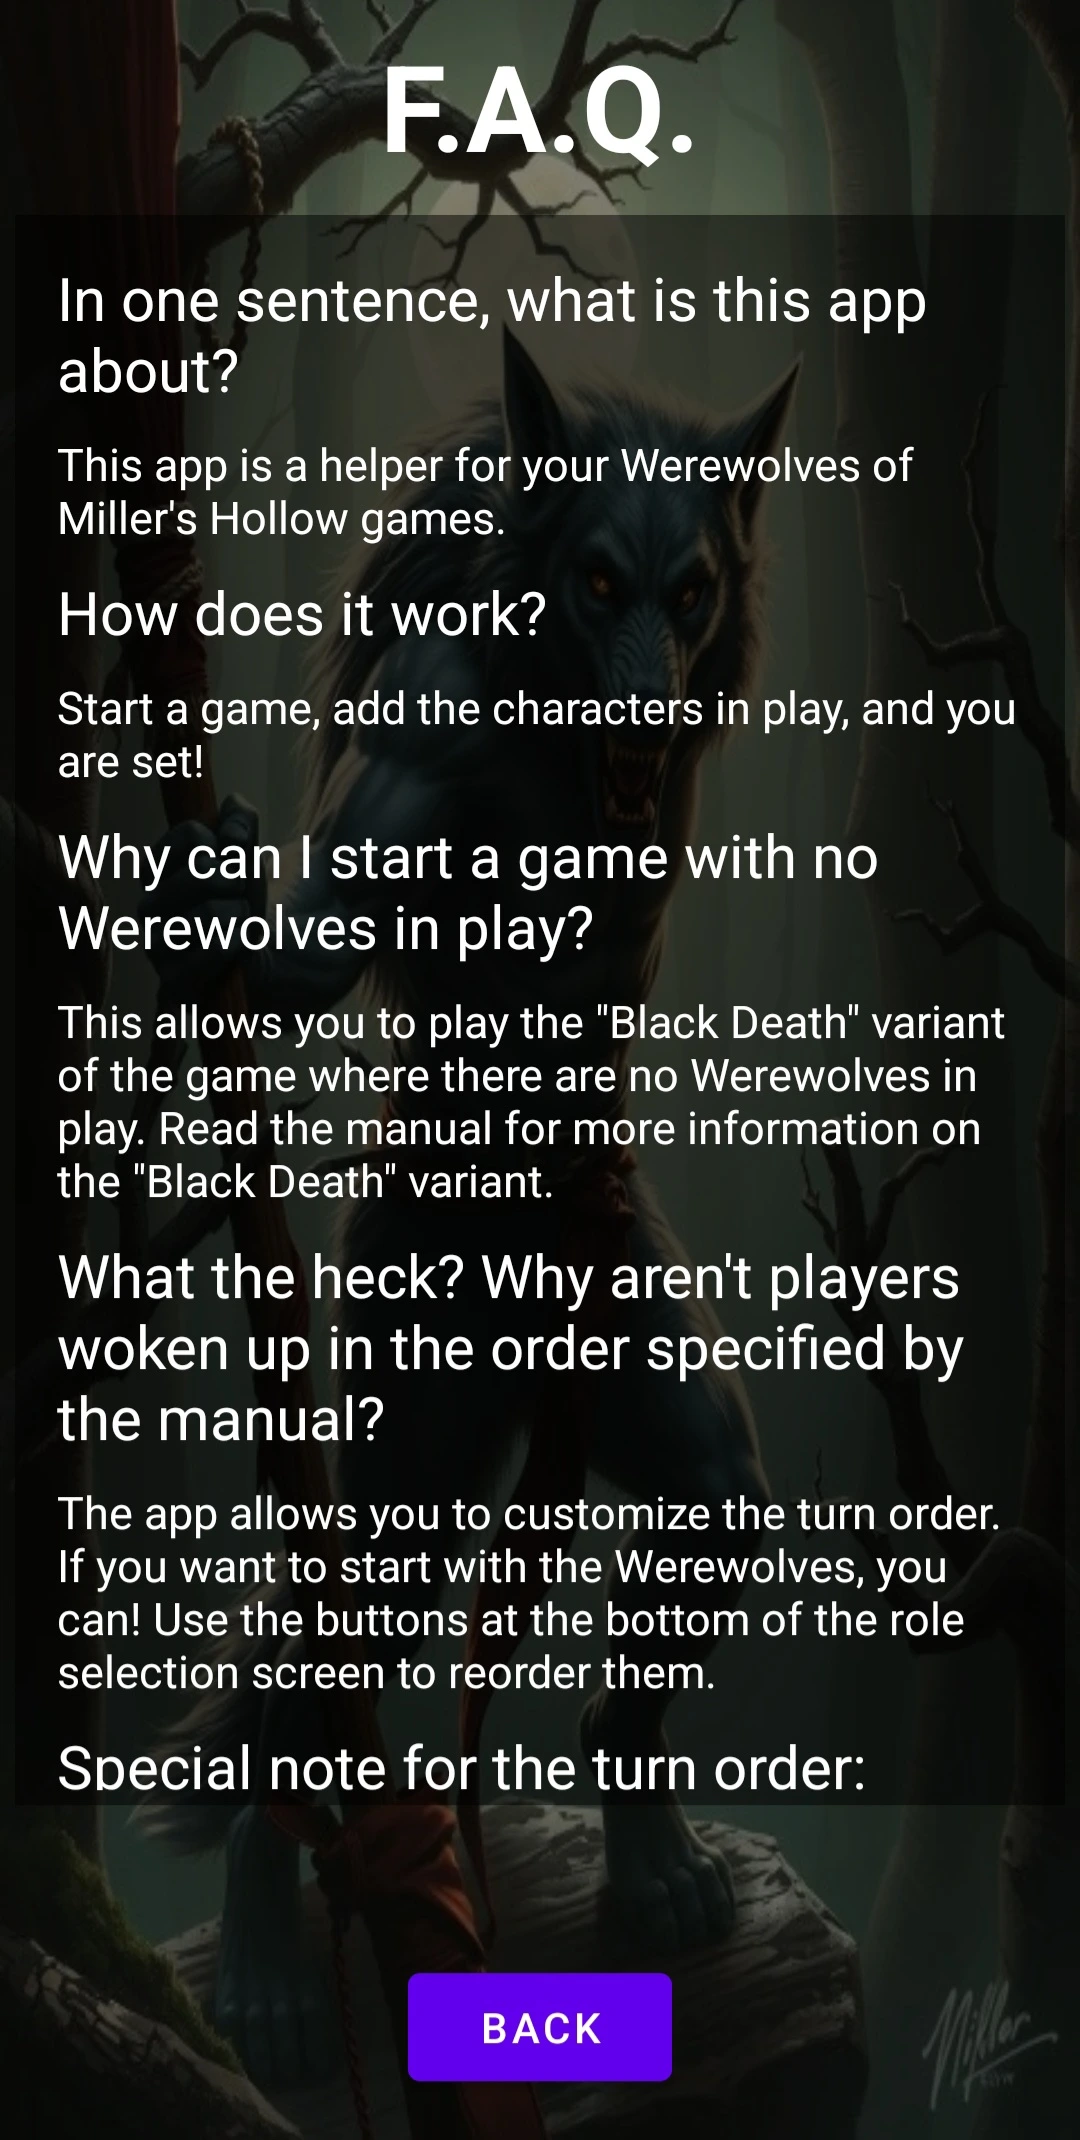 F.A.Q.
In one sentence, what is this app
about?
This app is a helper for your Werewolves of
Miller's Hollow games.
How does it work?
Start a game, add the characters in play, and you
are set!
Why can I start a game with no
Werewolves in play?
This allows you to play the "Black Death" variant
of the game where there are no Werewolves in
play. Read the manual for more information on
the "Black Death" variant.
What the heck? Why aren't players
woken up in the order specified by
the manual?
The app allows you to customize the turn order.
If you want to start with the Werewolves, you
can! Use the buttons at the bottom of the role
selection screen to reorder them.
Special note for the turn order:
BACK